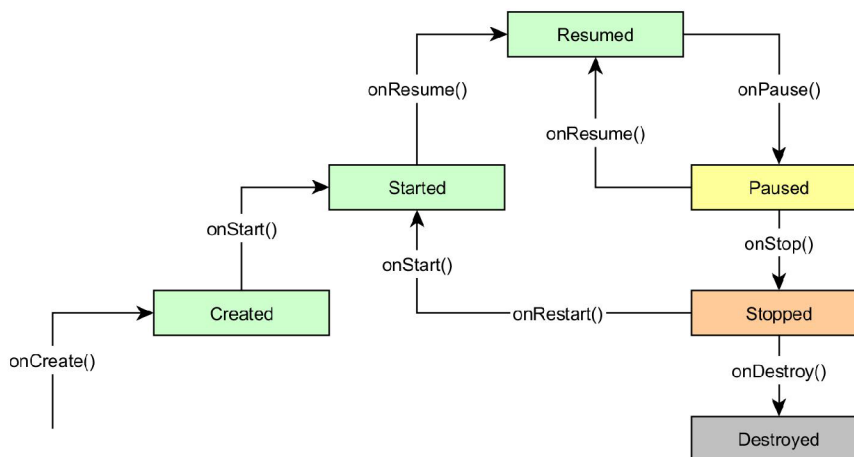 Resumed
onResume()
onPause()
onResume()
Started
Paused
onStart()
onStop()
onStart()
Created
onRestart()
Stopped
onCreate()
onDestroy()
Destroyed